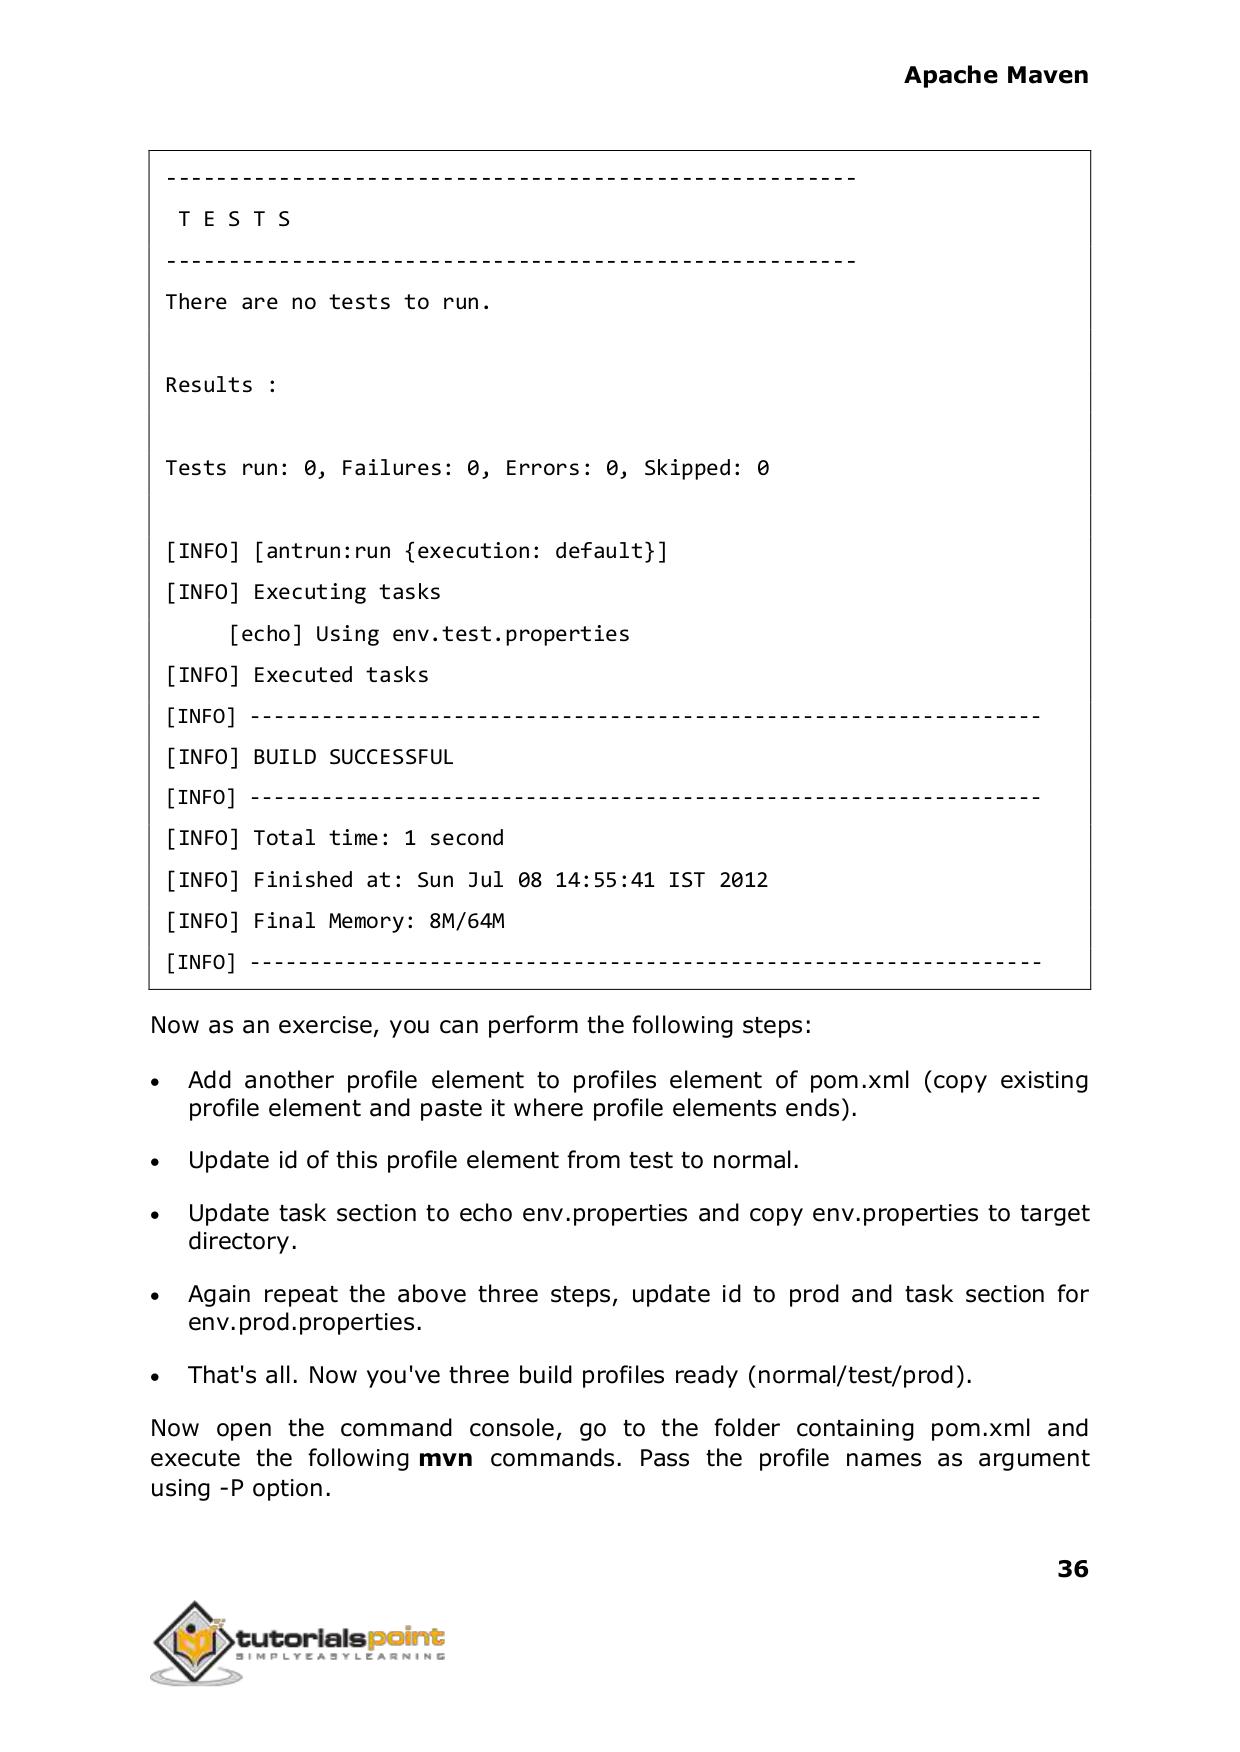 Apache Maven
-------------------------------------------------------
T E S T S
-------------------------------------------------------
There are no tests to run.
Results :
Tests run: 0, Failures: 0, Errors: 0, Skipped: 0
[INFO] [antrun:run {execution: default}]
[INFO] Executing tasks
[echo] Using env.test.properties
[INFO] Executed tasks
[INFO] ------------------------------------------------------------------
[INFO] BUILD SUCCESSFUL
[INFO] ------------------------------------------------------------------
[INFO] Total time: 1 second
[INFO] Finished at: Sun Jul 08 14:55:41 IST 2012
[INFO] Final Memory: 8M/64M
[INFO] ------------------------------------------------------------------
Now as an exercise, you can perform the following steps:
• Add another profile element to profiles element of pom.xml (copy existing
profile element and paste it where profile elements ends).
• Update id of this profile element from test to normal.
• Update task section to echo env.properties and copy env.properties to target
directory.
• Again repeat the above three steps, update id to prod and task section for
env.prod.properties.
• That's all. Now you've three build profiles ready (normal/test/prod).
Now open the command console, go to the folder containing pom.xml and
execute the following mvn commands. Pass the profile names as argument
using -P option.
36
tutorialspoint
SIMPLYEASYLEARNING